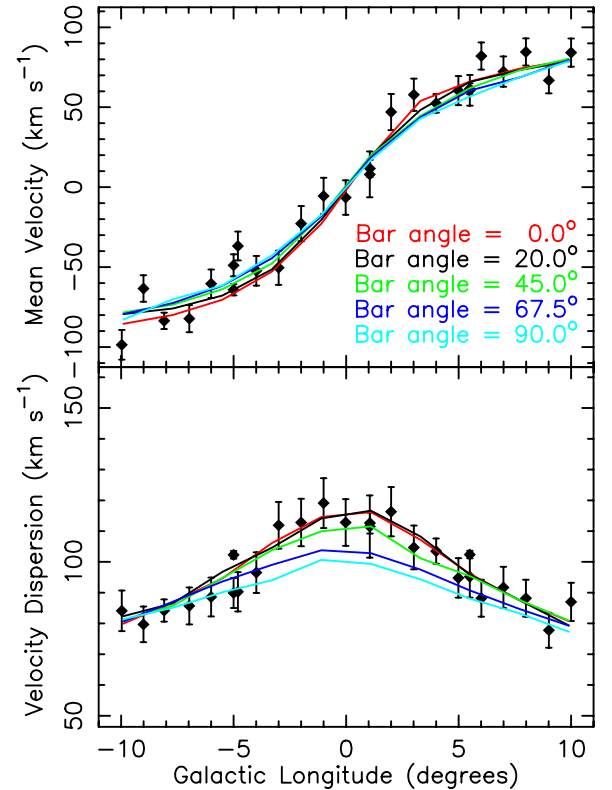 100
50
0
−50
−100
Mean Velocity (km s⁻¹)
Bar angle = 0.0°
Bar angle = 20.0°
Bar angle = 45.0°
Bar angle = 67.5°
Bar angle = 90.0°
150
100
50
Velocity Dispersion (km s⁻¹)
−10 −5 0 5 10
Galactic Longitude (degrees)